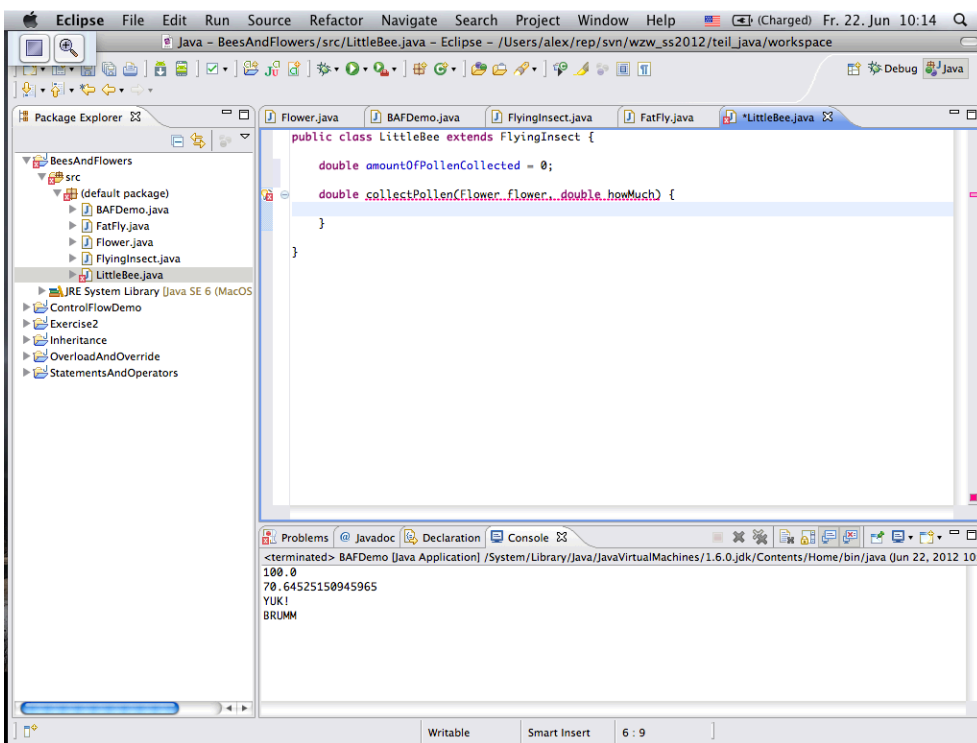 Eclipse File Edit Run Source Refactor Navigate Search Project Window Help (Charged) Fr. 22. Jun 10:14
Java – BeesAndFlowers/src/LittleBee.java – Eclipse – /Users/alex/rep/svn/wzw_ss2012/teil_java/workspace
Debug Java
Package Explorer
BeesAndFlowers
src
(default package)
BAFDemo.java
FatFly.java
Flower.java
FlyingInsect.java
LittleBee.java
JRE System Library [Java SE 6 (MacOS
ControlFlowDemo
Exercise2
Inheritance
OverloadAndOverride
StatementsAndOperators
Flower.java BAFDemo.java FlyingInsect.java FatFly.java *LittleBee.java
public class LittleBee extends FlyingInsect {
double amountOfPollenCollected = 0;
double collectPollen(Flower flower, double howMuch) {
}
}
Problems @ Javadoc Declaration Console
<terminated> BAFDemo [Java Application] /System/Library/Java/JavaVirtualMachines/1.6.0.jdk/Contents/Home/bin/java (Jun 22, 2012 10
100.0
70.64525150945965
YUK!
BRUMM
Writable Smart Insert 6 : 9